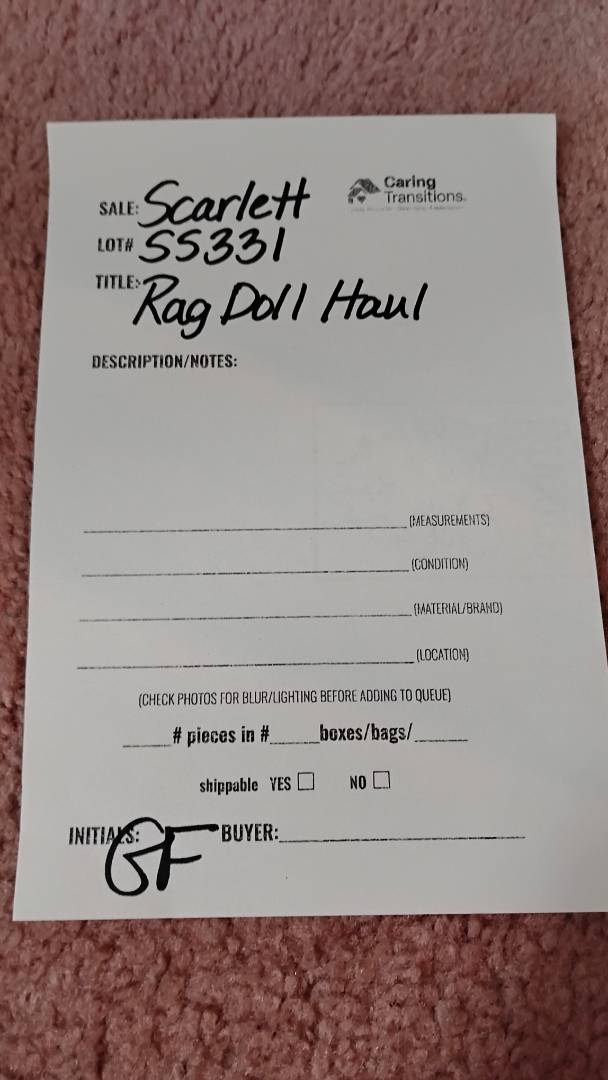 Caring
Transitions.
SALE: Scarlett
LOT# SS331
TITLE: Rag Doll Haul
DESCRIPTION/NOTES:
(MEASUREMENTS)
(CONDITION)
(MATERIAL/BRAND)
(LOCATION)
(CHECK PHOTOS FOR BLUR/LIGHTING BEFORE ADDING TO QUEUE)
# pieces in # boxes/bags/
shippable YES NO
INITIALS: GF BUYER: